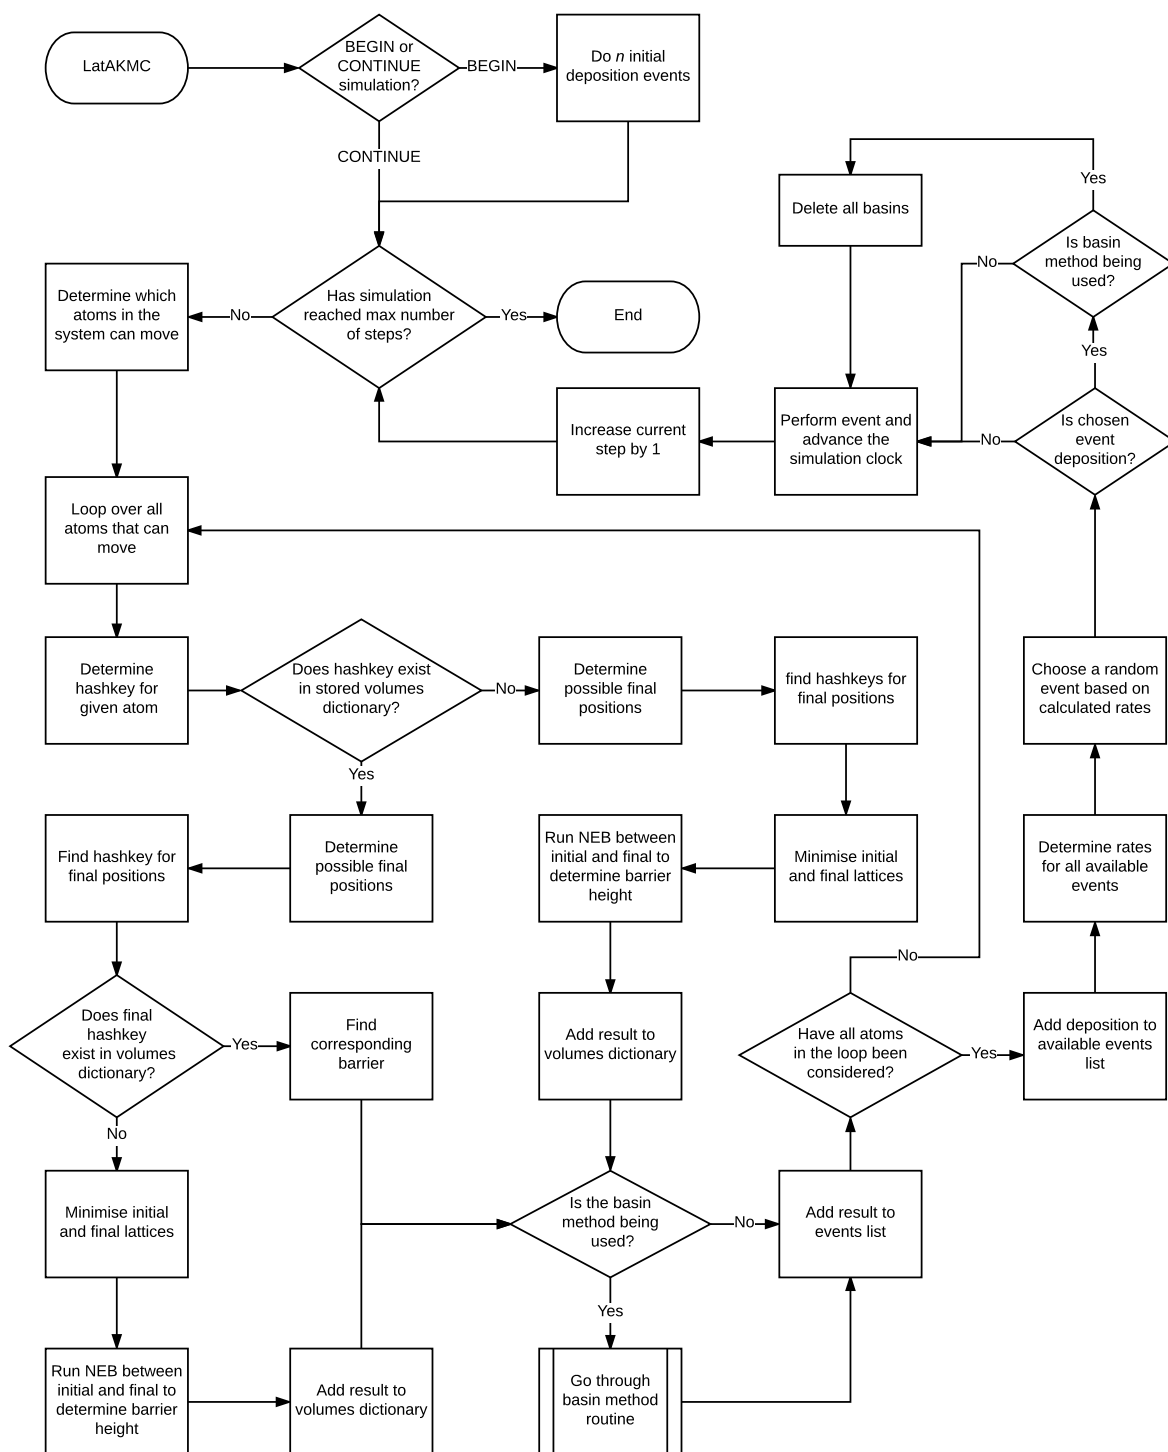 LatAKMC
BEGIN or
CONTINUE
simulation?
BEGIN
Do n initial
deposition events
CONTINUE
Yes
Delete all basins
Is basin
method being
used?
No
Determine which
atoms in the
system can move
No
Has simulation
reached max number
of steps?
Yes
End
Yes
Increase current
step by 1
Perform event and
advance the
simulation clock
No
Is chosen
event
deposition?
Loop over all
atoms that can
move
Determine
hashkey for
given atom
Does hashkey exist
in stored volumes
dictionary?
No
Determine
possible final
positions
find hashkeys for
final positions
Choose a random
event based on
calculated rates
Yes
Find hashkey for
final positions
Determine
possible final
positions
Run NEB between
initial and final to
determine barrier
height
Minimise initial
and final lattices
Determine rates
for all available
events
No
Does final
hashkey
exist in volumes
dictionary?
Yes
Find
corresponding
barrier
Add result to
volumes dictionary
Have all atoms
in the loop been
considered?
Yes
Add deposition to
available events
list
No
Minimise initial
and final lattices
Is the basin
method being
used?
No
Add result to
events list
Yes
Run NEB between
initial and final to
determine barrier
height
Add result to
volumes dictionary
Go through
basin method
routine